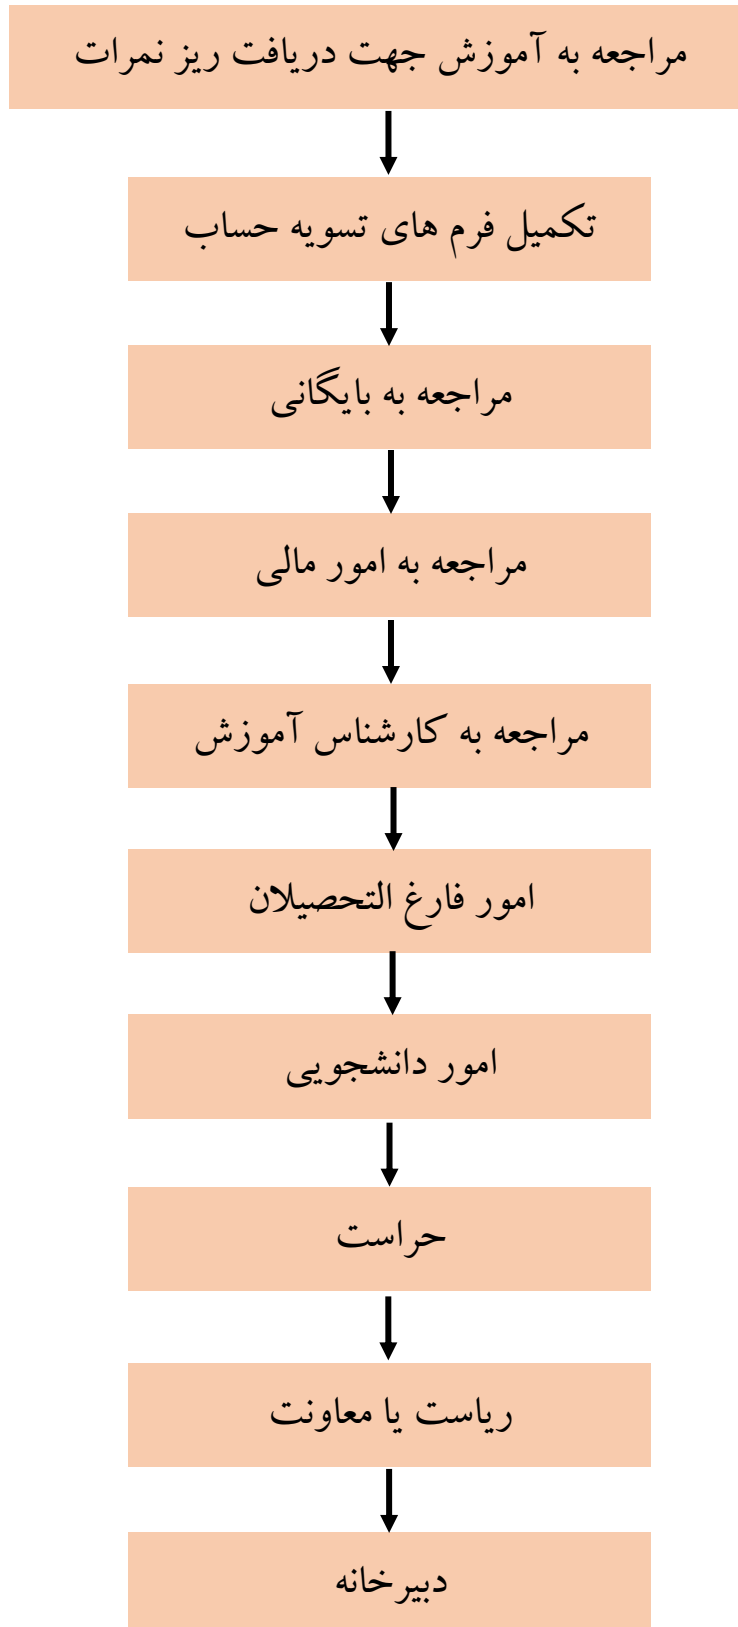 مراجعه به آموزش جهت دریافت ریز نمرات
تکمیل فرم های تسویه حساب
مراجعه به بایگانی
مراجعه به امور مالی
مراجعه به کارشناس آموزش
امور فارغ التحصیلان
امور دانشجویی
حراست
ریاست یا معاونت
دبیرخانه